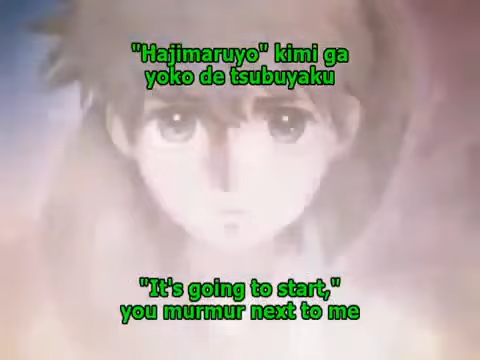 "Hajimaruyo" kimi ga
yoko de tsubuyaku
"It's going to start,"
you murmur next to me